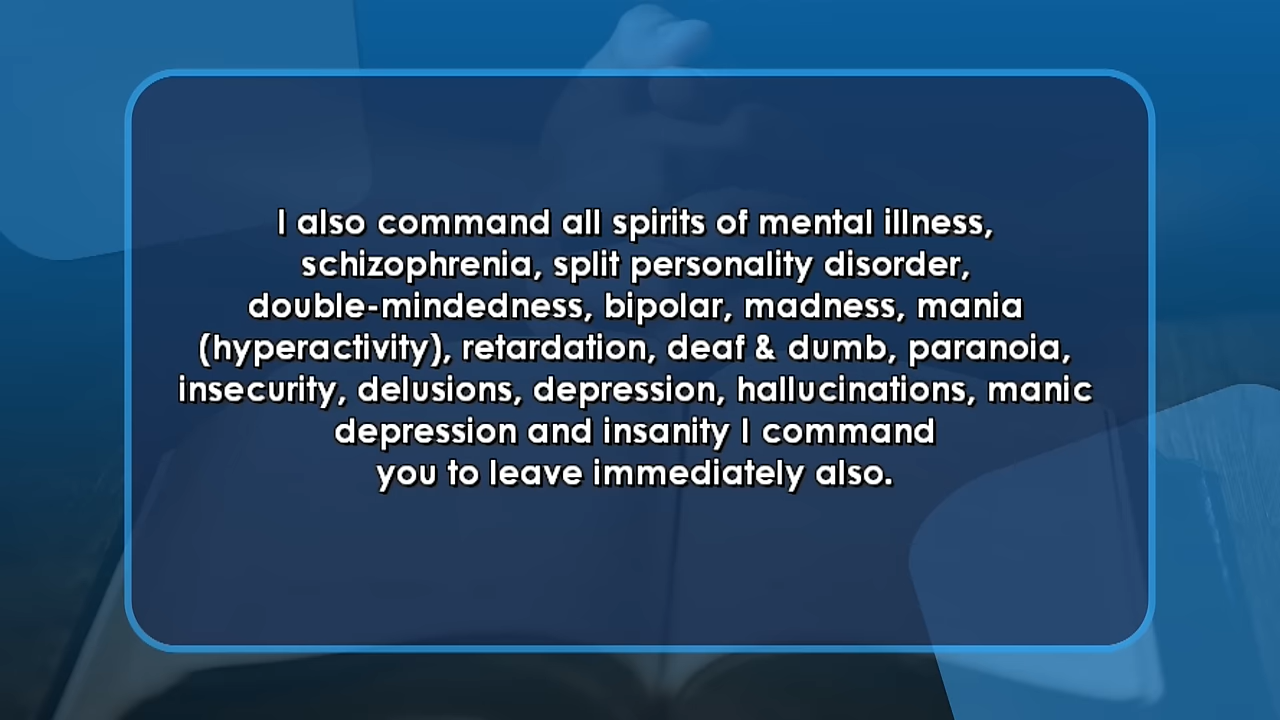 I also command all spirits of mental illness,
schizophrenia, split personality disorder,
double-mindedness, bipolar, madness, mania
(hyperactivity), retardation, deaf & dumb, paranoia,
insecurity, delusions, depression, hallucinations, manic
depression and insanity I command
you to leave immediately also.